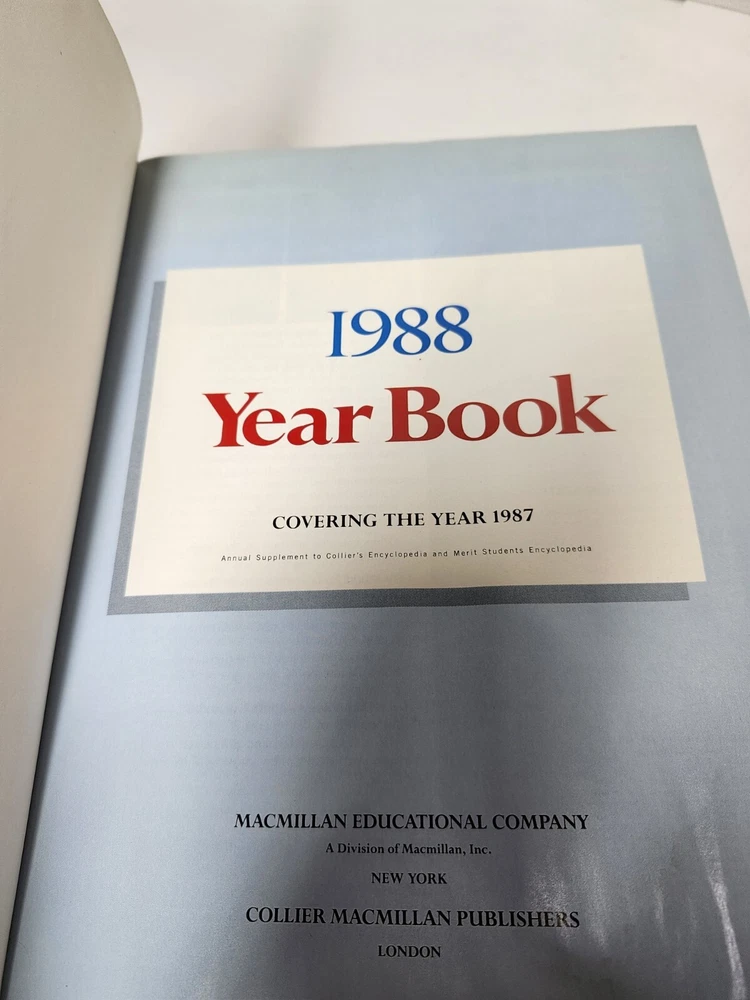 1988
Year Book
COVERING THE YEAR 1987
Annual Supplement to Collier's Encyclopedia and Merit Students Encyclopedia
MACMILLAN EDUCATIONAL COMPANY
A Division of Macmillan, Inc.
NEW YORK
COLLIER MACMILLAN PUBLISHERS
LONDON